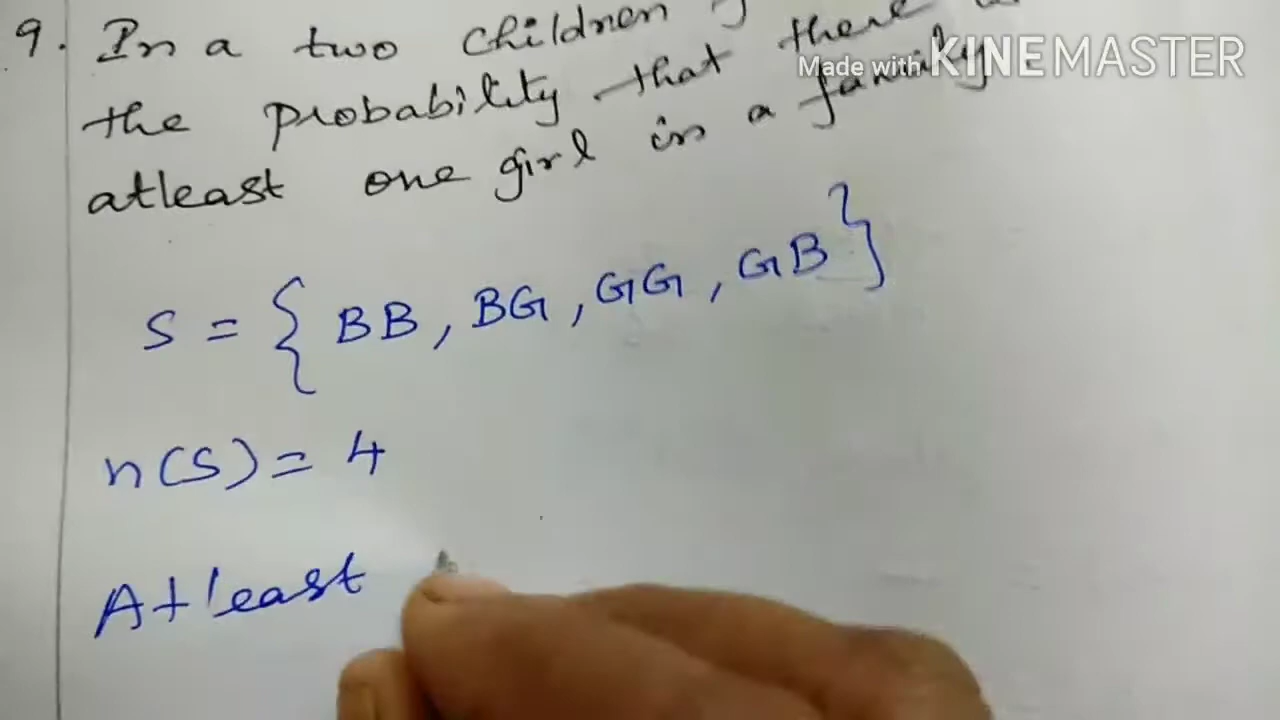 9. In a two children
the probability that there
atleast one girl in a family
Made with KINEMASTER
S = { BB, BG, GG, GB }
n(S) = 4
Atleast